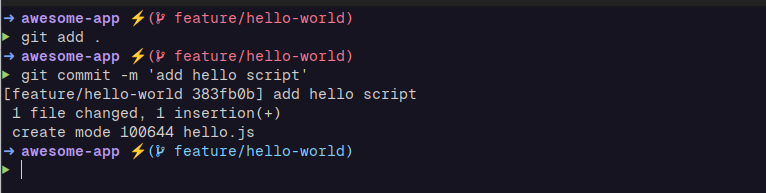 ➜ awesome-app ⚡( feature/hello-world)
▶ git add .
➜ awesome-app ⚡( feature/hello-world)
▶ git commit -m 'add hello script'
[feature/hello-world 383fb0b] add hello script
 1 file changed, 1 insertion(+)
 create mode 100644 hello.js
➜ awesome-app ⚡( feature/hello-world)
▶